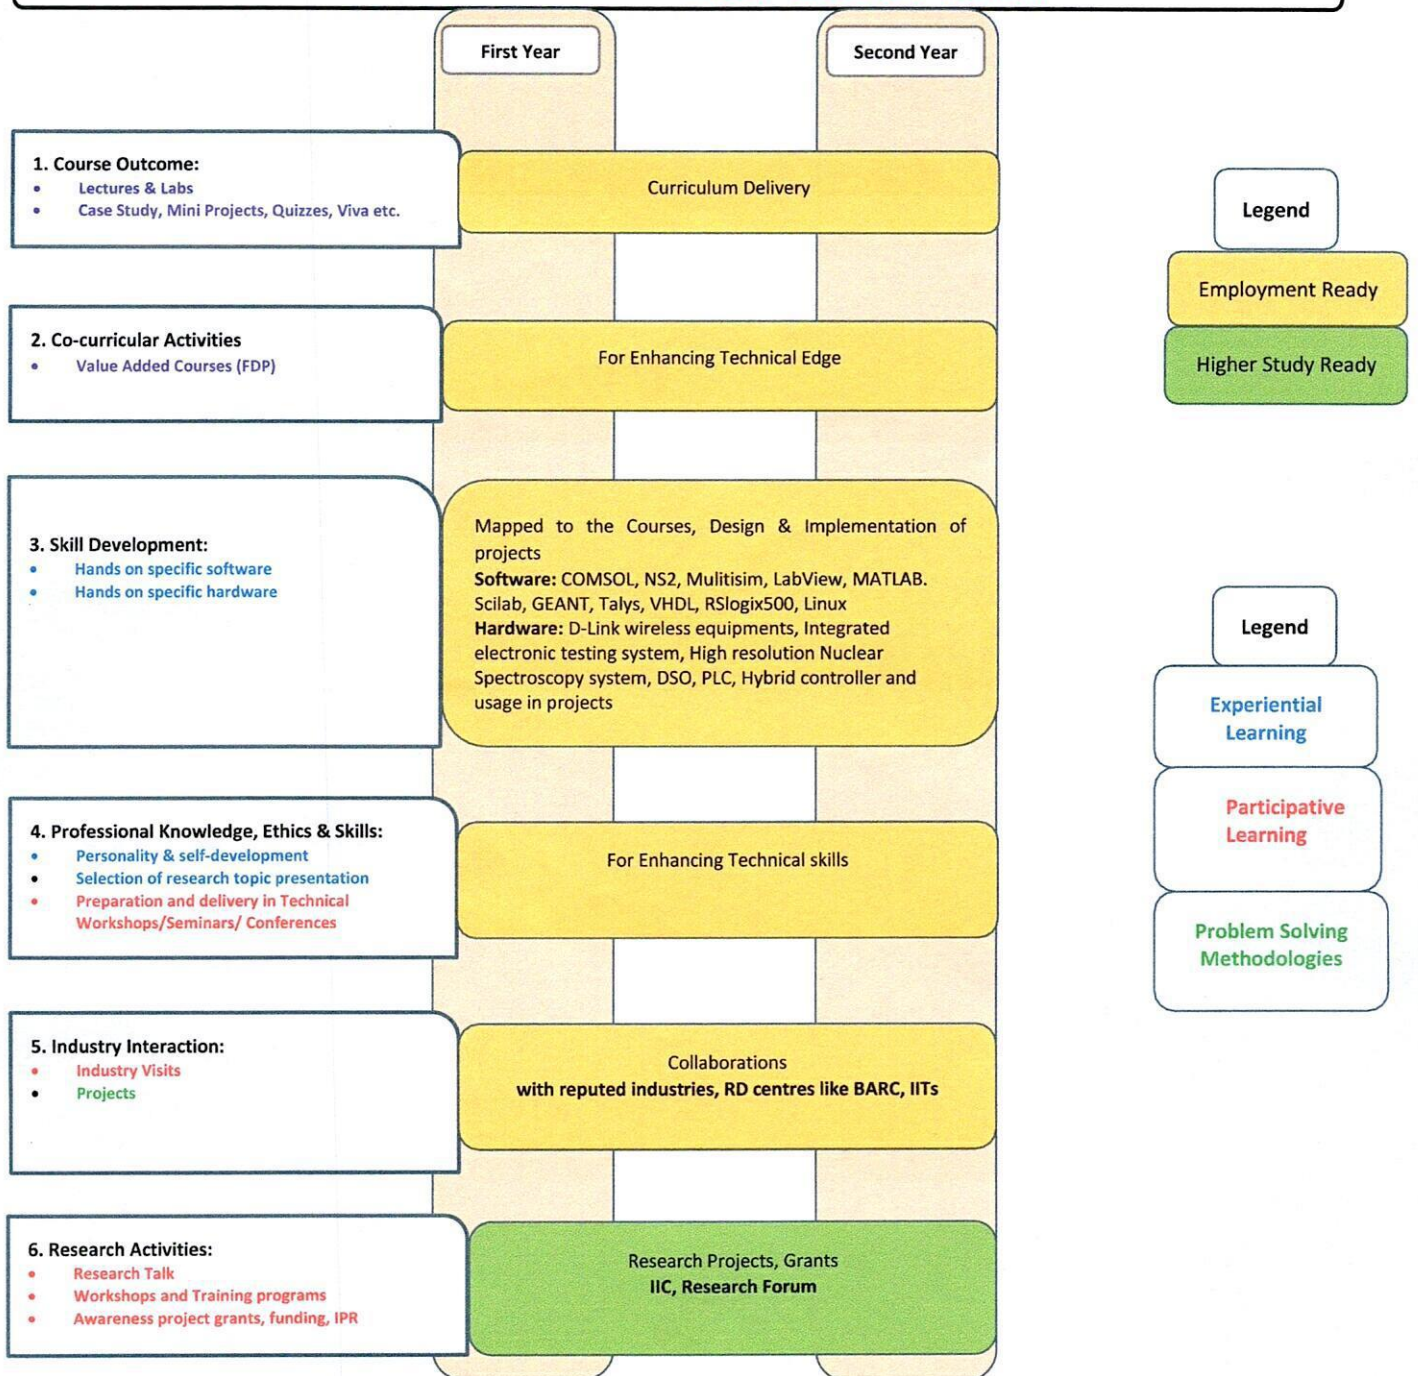 First Year
Second Year
1. Course Outcome:
• Lectures & Labs
• Case Study, Mini Projects, Quizzes, Viva etc.
Curriculum Delivery
Legend
Employment Ready
Higher Study Ready
2. Co-curricular Activities
• Value Added Courses (FDP)
For Enhancing Technical Edge
3. Skill Development:
• Hands on specific software
• Hands on specific hardware
Mapped to the Courses, Design & Implementation of
projects
Software: COMSOL, NS2, Mulitisim, LabView, MATLAB.
Scilab, GEANT, Talys, VHDL, RSlogix500, Linux
Hardware: D-Link wireless equipments, Integrated
electronic testing system, High resolution Nuclear
Spectroscopy system, DSO, PLC, Hybrid controller and
usage in projects
Legend
Experiential
Learning
Participative
Learning
Problem Solving
Methodologies
4. Professional Knowledge, Ethics & Skills:
• Personality & self-development
• Selection of research topic presentation
• Preparation and delivery in Technical
Workshops/Seminars/ Conferences
For Enhancing Technical skills
5. Industry Interaction:
• Industry Visits
• Projects
Collaborations
with reputed industries, RD centres like BARC, IITs
6. Research Activities:
• Research Talk
• Workshops and Training programs
• Awareness project grants, funding, IPR
Research Projects, Grants
IIC, Research Forum